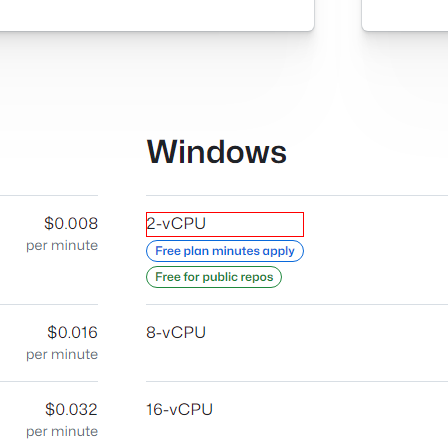 Windows
$0.008
per minute
2-vCPU
Free plan minutes apply
Free for public repos
$0.016
per minute
8-vCPU
$0.032
per minute
16-vCPU